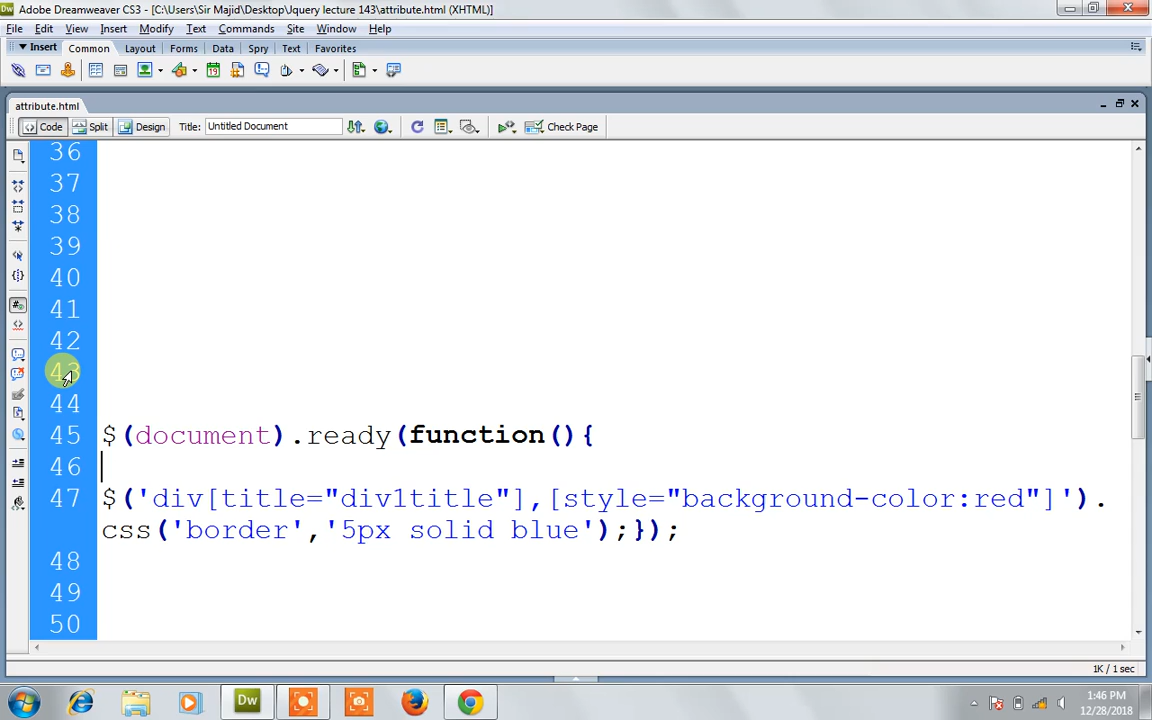 Adobe Dreamweaver CS3 - [C:\Users\Sir Majid\Desktop\Jquery lecture 143\attribute.html (XHTML)]
File Edit View Insert Modify Text Commands Site Window Help
Insert Common Layout Forms Data Spry Text Favorites
attribute.html
Code Split Design Title: Untitled Document Check Page
36
37
38
39
40
41
42
43
44
45 $(document).ready(function(){
46
47 $('div[title="div1title"],[style="background-color:red"]').
css('border','5px solid blue');});
48
49
50
1K / 1 sec
Dw
1:46 PM
12/28/2018